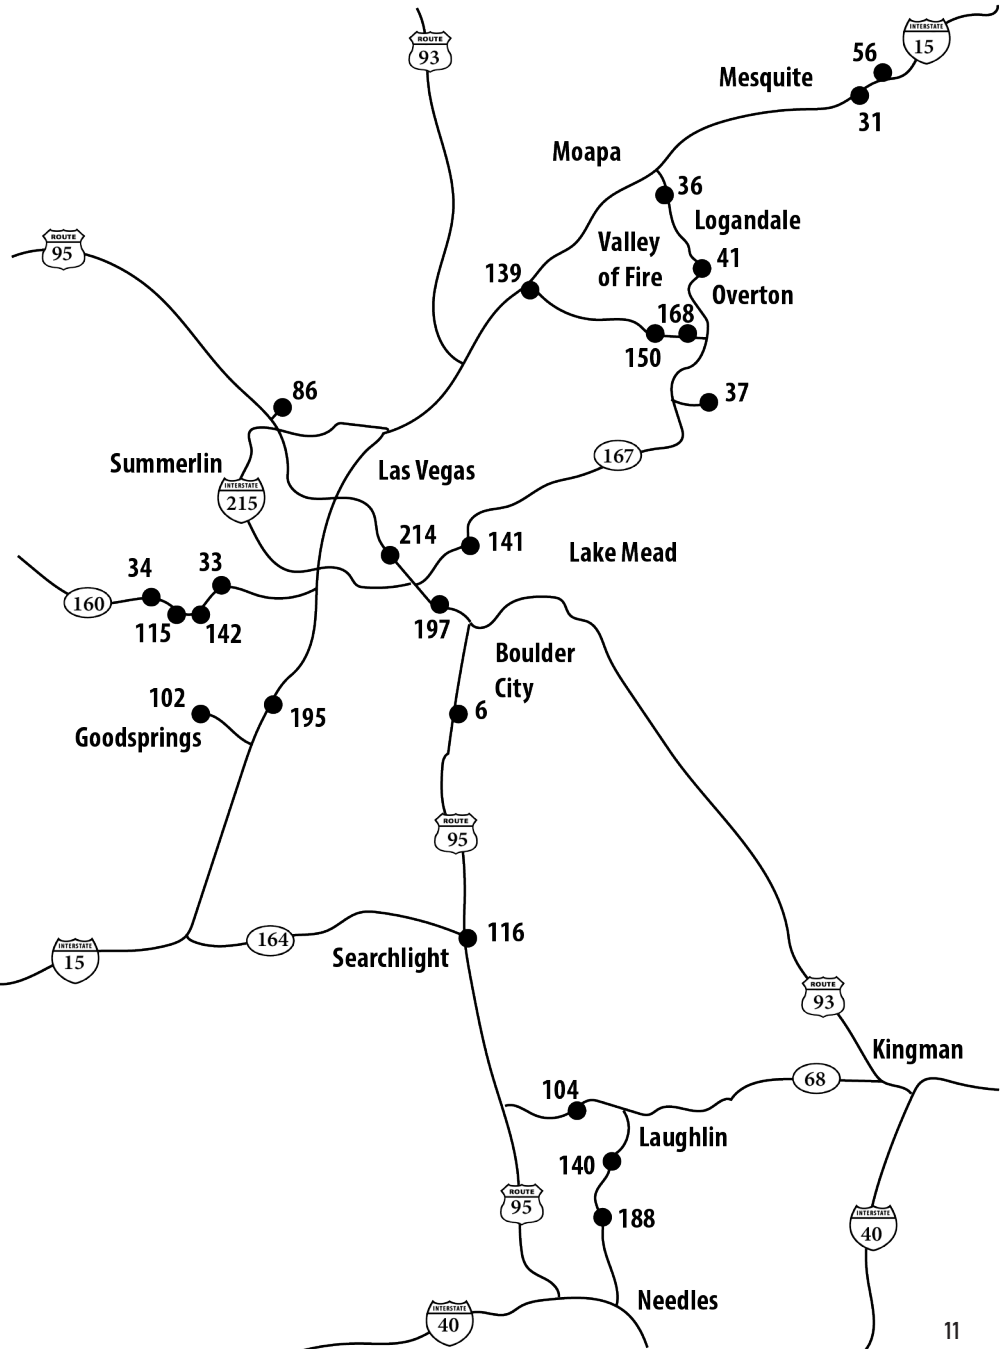 ROUTE
93
INTERSTATE
15
56
Mesquite
31
Moapa
36
Logandale
ROUTE
95
Valley
of Fire
41
139
Overton
168
150
86
37
Summerlin
Las Vegas
167
INTERSTATE
215
214
141
Lake Mead
34
33
160
115
142
197
Boulder
City
102
195
6
Goodsprings
ROUTE
95
116
164
INTERSTATE
15
Searchlight
ROUTE
93
Kingman
104
68
Laughlin
140
ROUTE
95
188
INTERSTATE
40
Needles
INTERSTATE
40
11